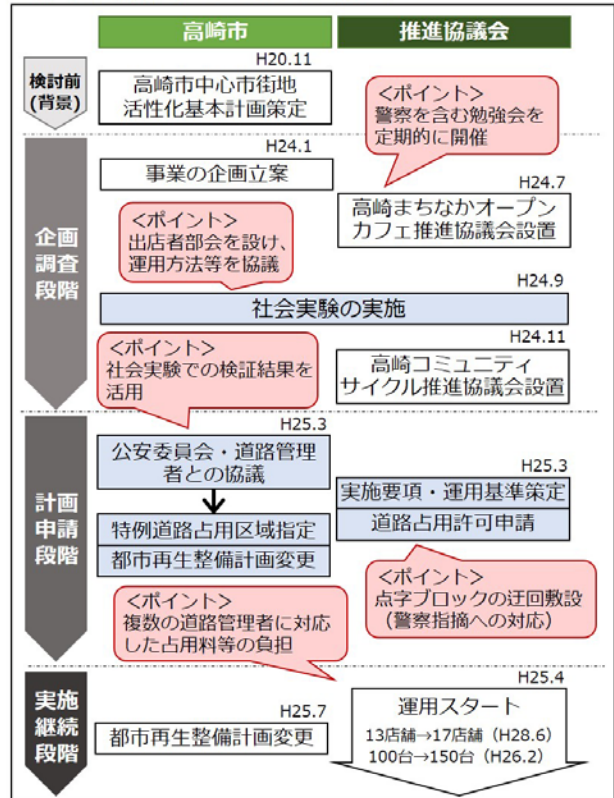 高崎市
推進協議会
検討前
(背景)
H20.11
高崎市中心市街地
活性化基本計画策定
<ポイント>
警察を含む勉強会を
定期的に開催
企画
調査
段階
H24.1
事業の企画立案
H24.7
高崎まちなかオープン
カフェ推進協議会設置
<ポイント>
出店者部会を設け、
運用方法等を協議
H24.9
社会実験の実施
<ポイント>
社会実験での検証結果を
活用
H24.11
高崎コミュニティ
サイクル推進協議会設置
計画
申請
段階
H25.3
公安委員会・道路管理
者との協議
特例道路占用区域指定
都市再生整備計画変更
H25.3
実施要項・運用基準策定
道路占用許可申請
<ポイント>
点字ブロックの迂回敷設
(警察指摘への対応)
<ポイント>
複数の道路管理者に対応
した占用料等の負担
実施
継続
段階
H25.7
都市再生整備計画変更
H25.4
運用スタート
13店舗→17店舗(H28.6)
100台→150台(H26.2)